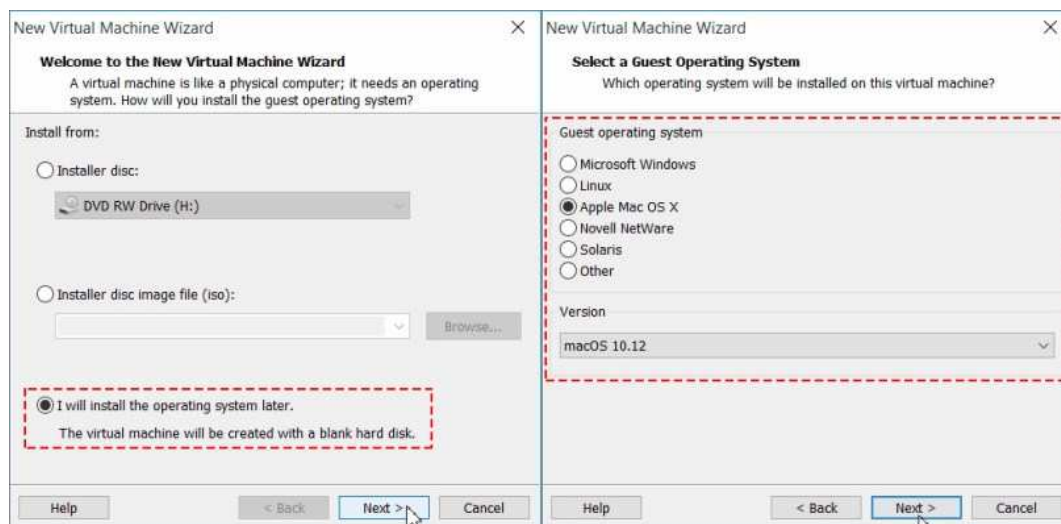 New Virtual Machine Wizard
Welcome to the New Virtual Machine Wizard
A virtual machine is like a physical computer; it needs an operating
system. How will you install the guest operating system?
Install from:
Installer disc:
DVD RW Drive (H:)
Installer disc image file (iso):
Browse...
I will install the operating system later.
The virtual machine will be created with a blank hard disk.
Help
< Back
Next >
Cancel
New Virtual Machine Wizard
Select a Guest Operating System
Which operating system will be installed on this virtual machine?
Guest operating system
Microsoft Windows
Linux
Apple Mac OS X
Novell NetWare
Solaris
Other
Version
macOS 10.12
Help
< Back
Next >
Cancel